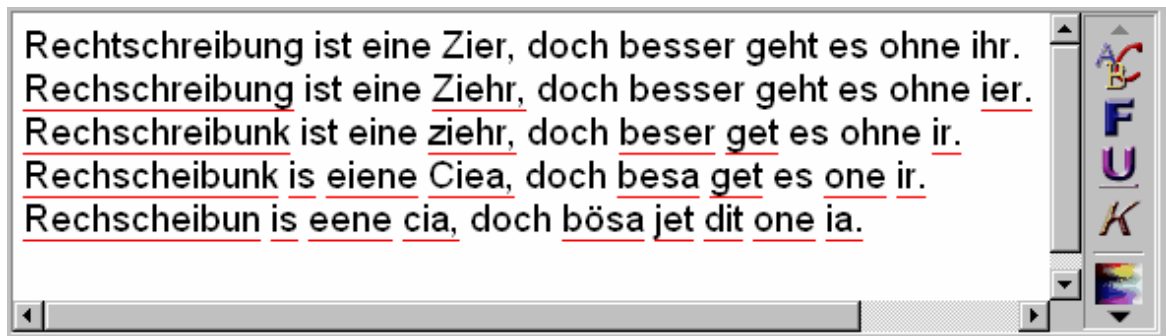 Rechtschreibung ist eine Zier, doch besser geht es ohne ihr.
Rechschreibung ist eine Ziehr, doch besser geht es ohne ier.
Rechschreibunk ist eine ziehr, doch beser get es ohne ir.
Rechscheibunk is eiene Ciea, doch besa get es one ir.
Rechscheibun is eene cia, doch bösa jet dit one ia.
ABC
F
U
K